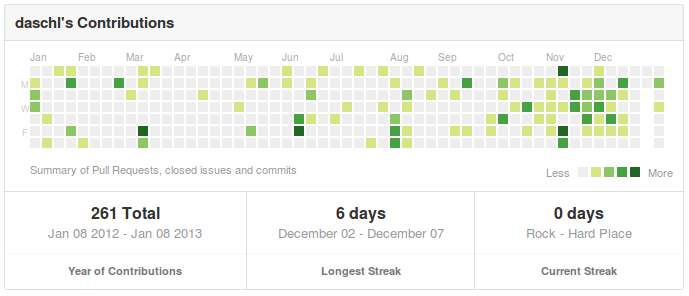 daschl's Contributions
Jan Feb Mar Apr May Jun Jul Aug Sep Oct Nov Dec
M
W
F
Summary of Pull Requests, closed issues and commits
Less More
261 Total
Jan 08 2012 - Jan 08 2013
Year of Contributions
6 days
December 02 - December 07
Longest Streak
0 days
Rock - Hard Place
Current Streak